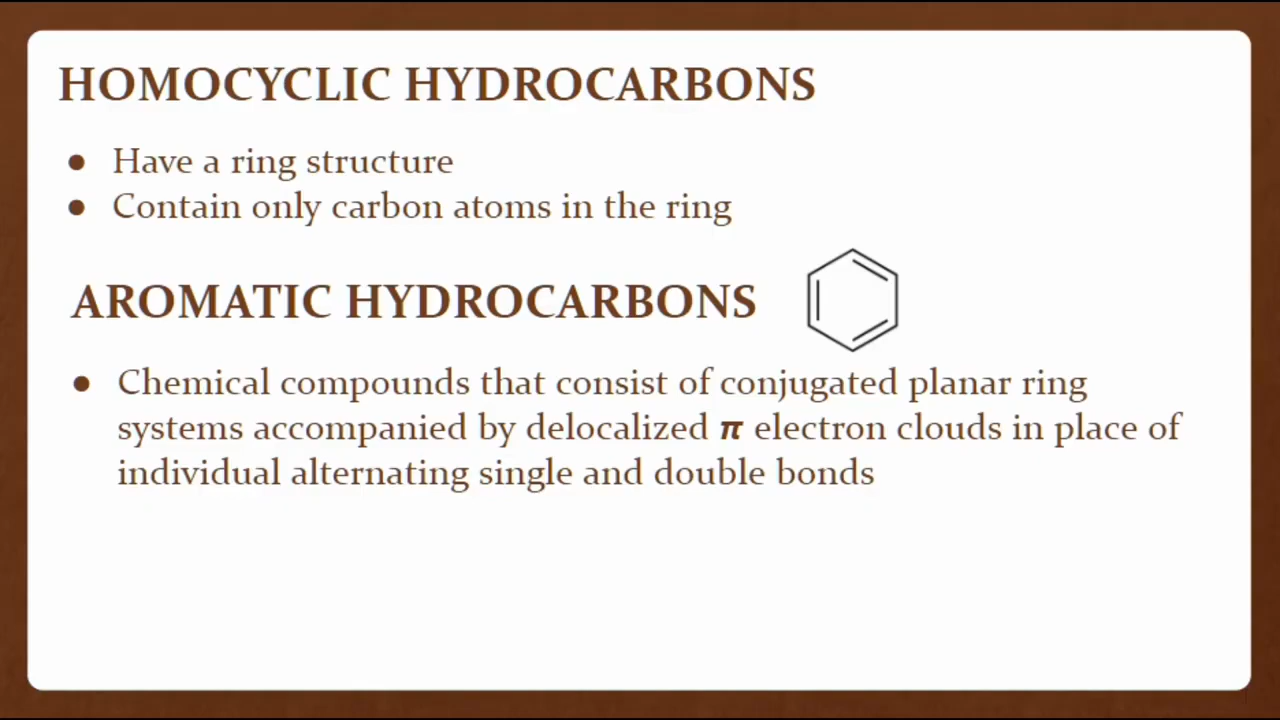 HOMOCYCLIC HYDROCARBONS
● Have a ring structure
● Contain only carbon atoms in the ring
AROMATIC HYDROCARBONS
● Chemical compounds that consist of conjugated planar ring
systems accompanied by delocalized π electron clouds in place of
individual alternating single and double bonds